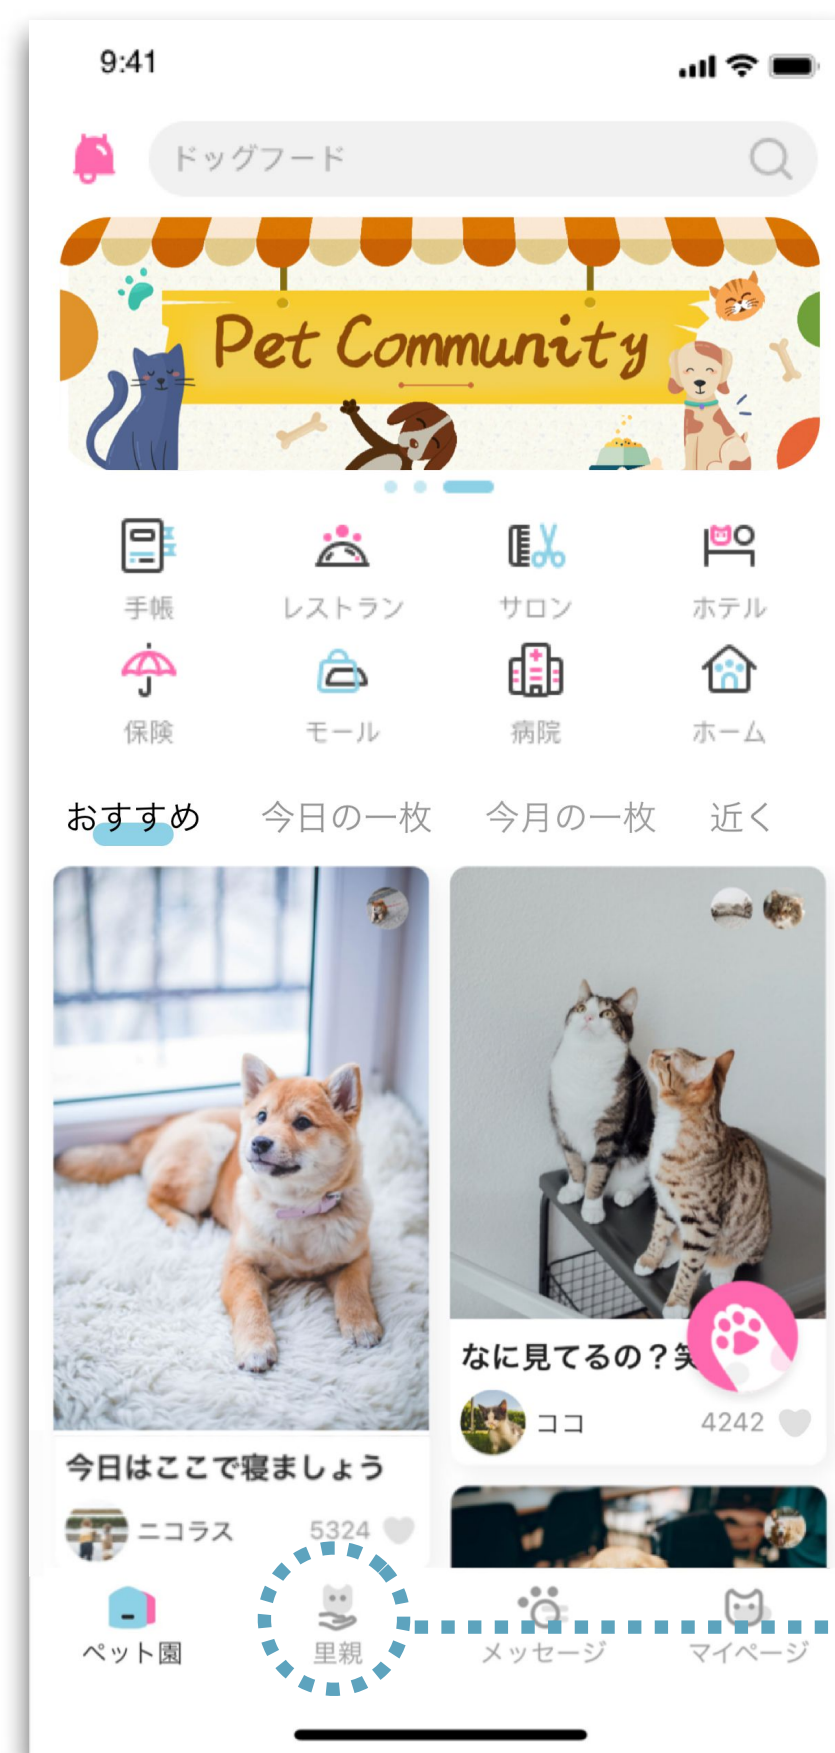 9:41
ドッグフード
Pet Community
手帳
レストラン
サロン
ホテル
保険
モール
病院
ホーム
おすすめ
今日の一枚
今月の一枚
近く
今日はここで寝ましょう
ニコラス
5324
なに見てるの？笑
ココ
4242
ペット園
里親
メッセージ
マイページ